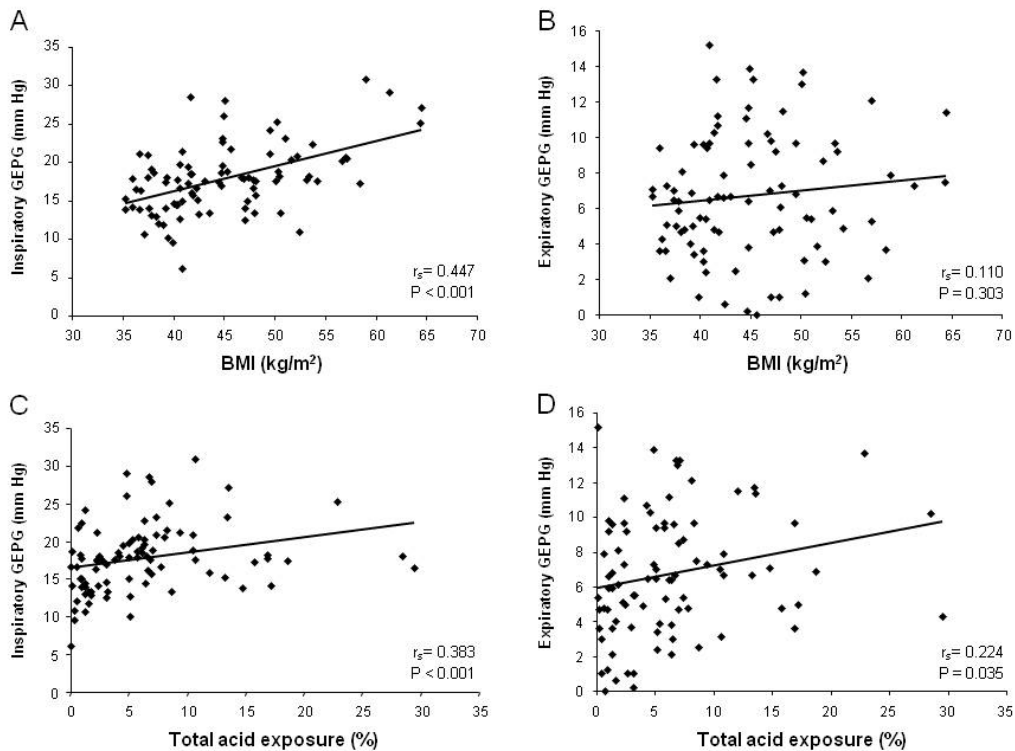 A
Inspiratory GEPG (mm Hg)
35
30
25
20
15
10
5
0
30 35 40 45 50 55 60 65 70
BMI (kg/m²)
rs= 0.447
P < 0.001
B
Expiratory GEPG (mm Hg)
16
14
12
10
8
6
4
2
0
30 35 40 45 50 55 60 65 70
BMI (kg/m²)
rs= 0.110
P = 0.303
C
Inspiratory GEPG (mm Hg)
35
30
25
20
15
10
5
0
0 5 10 15 20 25 30 35
Total acid exposure (%)
rs= 0.383
P < 0.001
D
Expiratory GEPG (mm Hg)
16
14
12
10
8
6
4
2
0
0 5 10 15 20 25 30 35
Total acid exposure (%)
rs= 0.224
P = 0.035